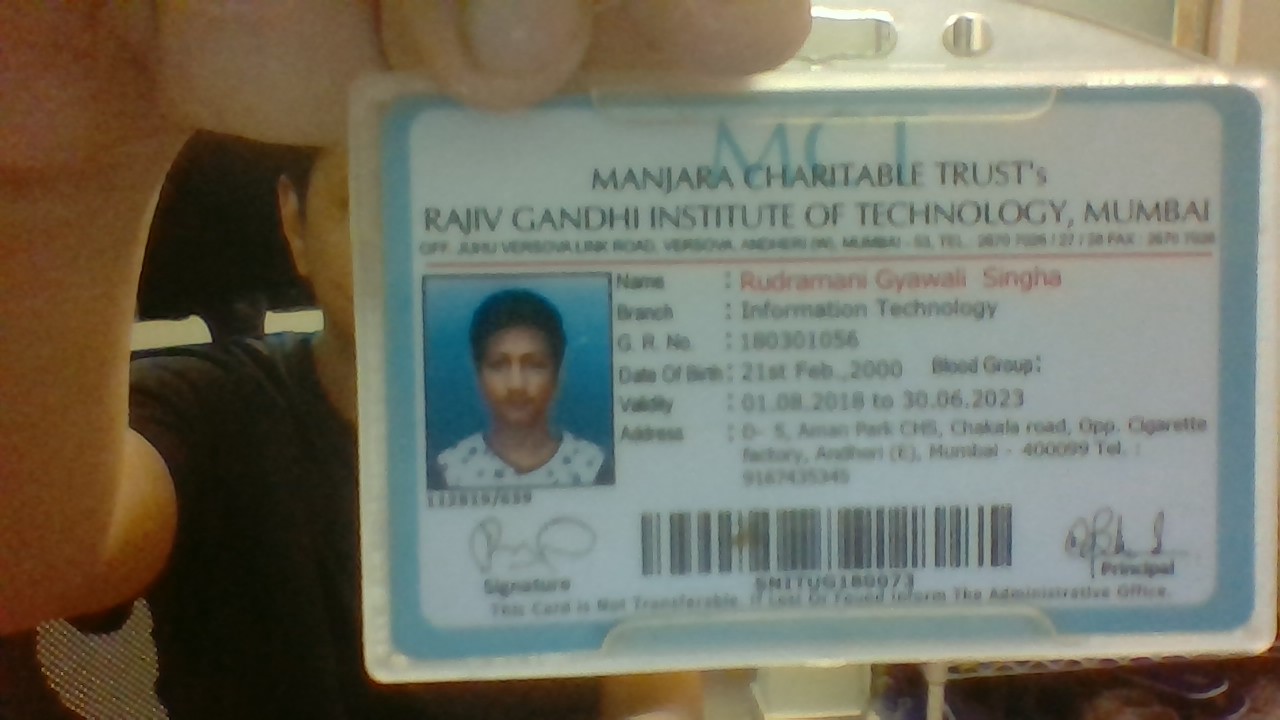 MCT
MANJARA CHARITABLE TRUST's
RAJIV GANDHI INSTITUTE OF TECHNOLOGY, MUMBAI
OFF. JUHU VERSOVA LINK ROAD, VERSOVA, ANDHERI (W), MUMBAI - 53. TEL.: 2670 7026 / 27 / 28 FAX : 2670
Name : Rudramani Gyawali Singha
Branch : Information Technology
G. R. No. : 180301056
Date Of Birth : 21st Feb.,2000 Blood Group:
Validity : 01.08.2018 to 30.06.2023
Address : D- 5, Aman Park CHS, Chakala road, Opp. Cigarette
factory, Andheri (E), Mumbai - 400099 Tel. :
9167435345
Signature
Principal
This Card is Not Transferable. If Lost Or Found Inform The Administrative Office.